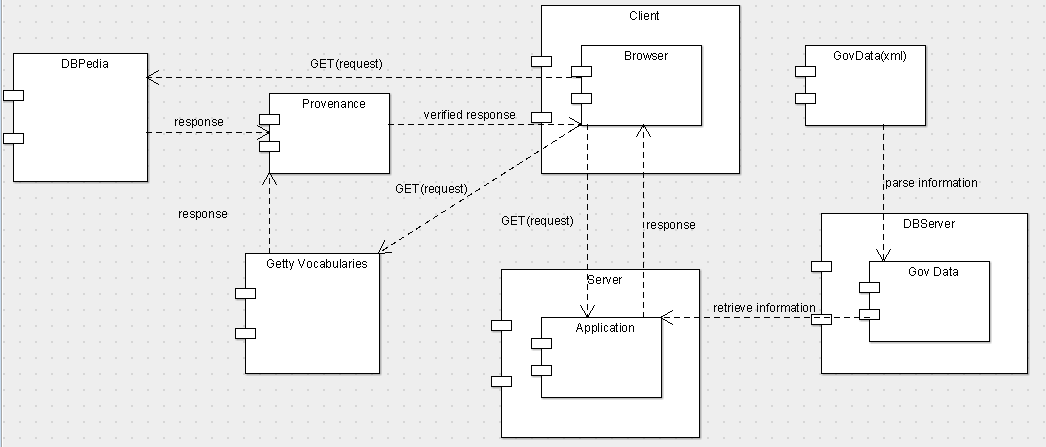 Client
DBPedia
Browser
GovData(xml)
GET(request)
Provenance
verified response
response
GET(request)
parse information
response
GET(request)
response
DBServer
Getty Vocabularies
Gov Data
Server
retrieve information
Application